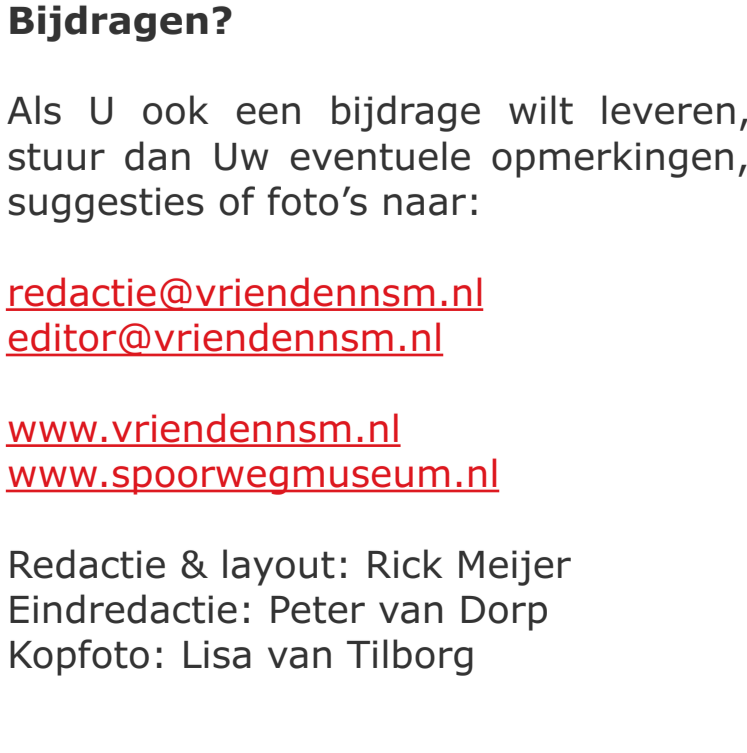 Bijdragen?
Als U ook een bijdrage wilt leveren,
stuur dan Uw eventuele opmerkingen,
suggesties of foto’s naar:
redactie@vriendennsm.nl
editor@vriendennsm.nl
www.vriendennsm.nl
www.spoorwegmuseum.nl
Redactie & layout: Rick Meijer
Eindredactie: Peter van Dorp
Kopfoto: Lisa van Tilborg